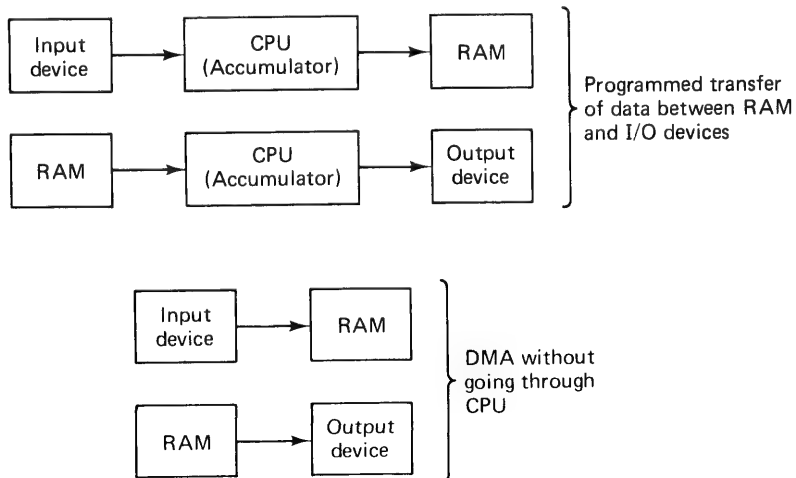 Input
device
CPU
(Accumulator)
RAM
RAM
CPU
(Accumulator)
Output
device
Programmed transfer
of data between RAM
and I/O devices
Input
device
RAM
RAM
Output
device
DMA without
going through
CPU